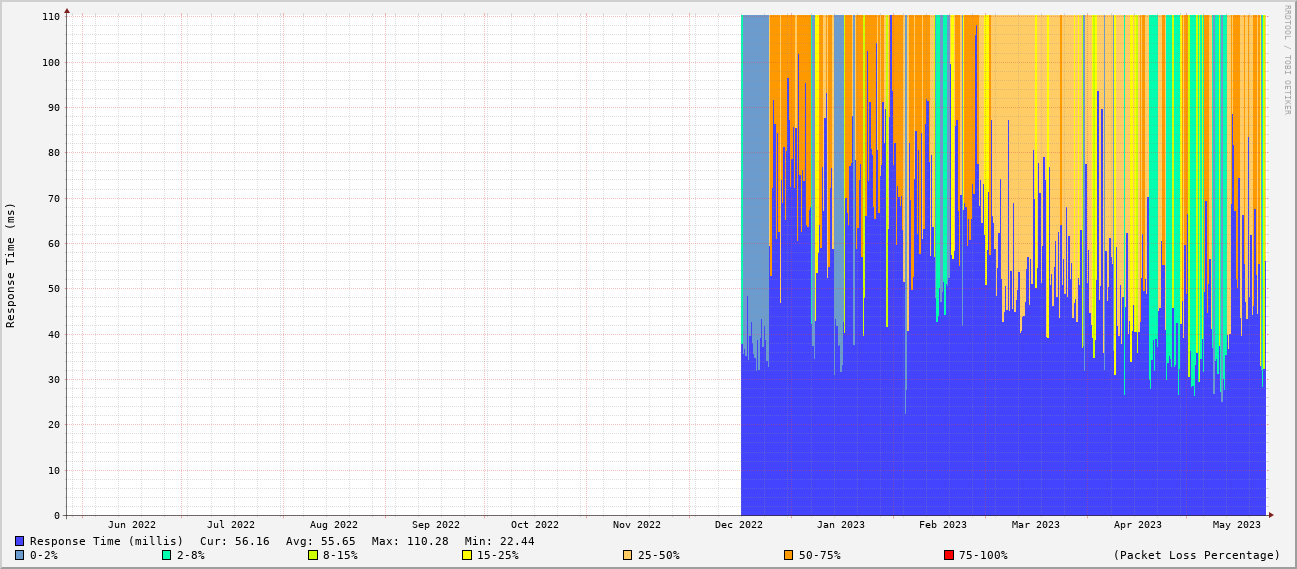 RRDTOOL / TOBI OETIKER
Response Time (ms)
110
100
90
80
70
60
50
40
30
20
10
0
Jun 2022 Jul 2022 Aug 2022 Sep 2022 Oct 2022 Nov 2022 Dec 2022 Jan 2023 Feb 2023 Mar 2023 Apr 2023 May 2023
Response Time (millis) Cur: 56.16 Avg: 55.65 Max: 110.28 Min: 22.44
0-2% 2-8% 8-15% 15-25% 25-50% 50-75% 75-100% (Packet Loss Percentage)